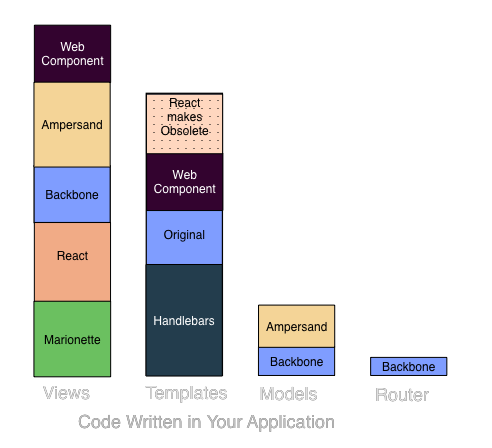 Web
Component
Ampersand
Backbone
React
Marionette
React
makes
Obsolete
Web
Component
Original
Handlebars
Ampersand
Backbone
Backbone
Views
Templates
Models
Router
Code Written in Your Application